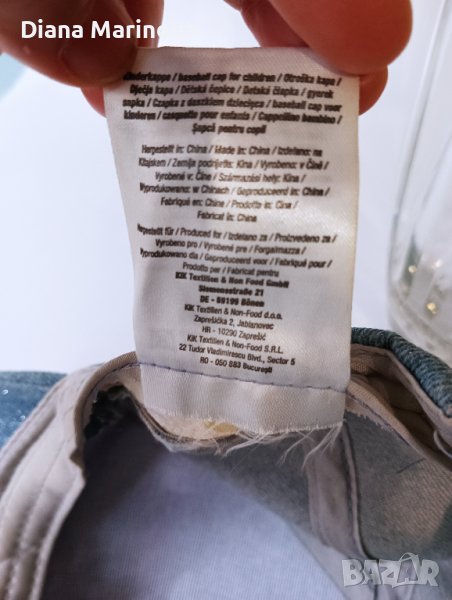 Diana Marinova
Kinderkappe / baseball cap for children / Otroška kapa /
Dječja kapa / Dětská čepice / Detská čiapka / gyerek
sapka / Czapka z daszkiem dziecięca / baseball cap voor
kinderen / casquette pour enfants / Cappellino bambino /
Șapcă pentru copii
Hergestellt in: China / Made in: China / Izdelano na:
Kitajskem / Zemlja podrijetla: Kina / Vyrobeno v: Číně /
Vyrobené v: Číne / Származási hely: Kína /
Wyprodukowano: w Chinach / Geproduceerd in: China /
Fabriqué en: Chine / Prodotto in: Cina /
Fabricat în: China
Hergestellt für / Produced for / Izdelano za / Proizvedeno za /
Vyrobeno pro / Vyrobené pre / Forgalmazza /
Wyprodukowano dla / Geproduceerd voor / Fabriqué pour /
Prodotto per / Fabricat pentru
KiK Textilien & Non-Food GmbH
Siemensstraße 21
DE - 59199 Bönen
KiK Textilien & Non-Food d.o.o.
Zaprešićka 2, Jablanovec
HR - 10290 Zaprešić
KiK Textilien & Non-Food S.R.L.
22 Tudor Vladimirescu Blvd., Sector 5
RO - 050 883 București
BAZAR.BG